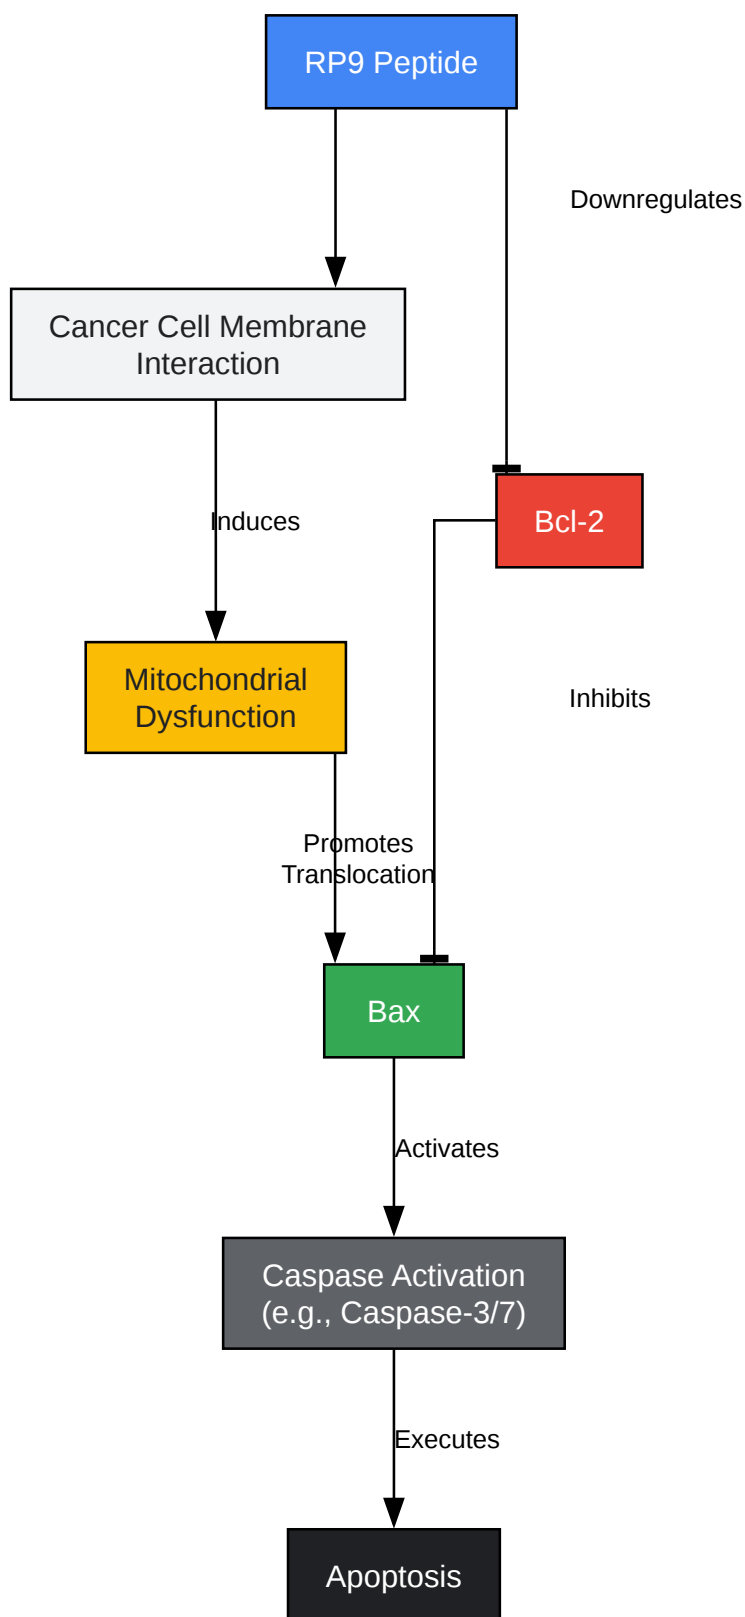 RP9 Peptide
Downregulates
Cancer Cell Membrane
Interaction
Induces
Bcl-2
Mitochondrial
Dysfunction
Inhibits
Promotes
Translocation
Bax
Activates
Caspase Activation
(e.g., Caspase-3/7)
Executes
Apoptosis